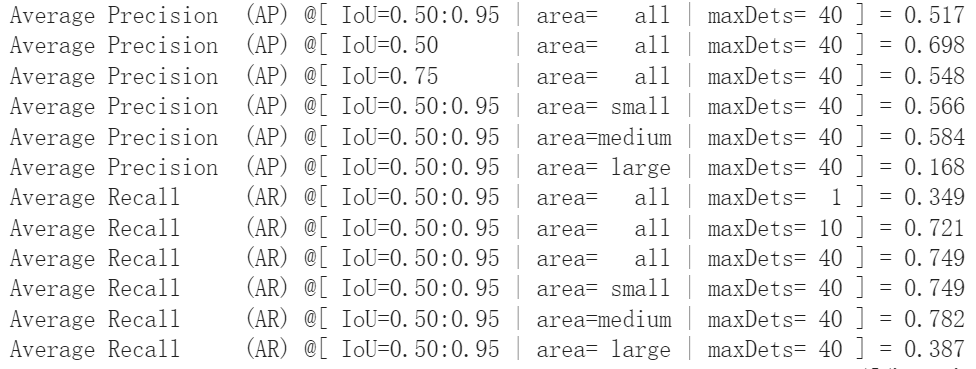 Average Precision (AP) @[ IoU=0.50:0.95 | area= all | maxDets= 40 ] = 0.517
Average Precision (AP) @[ IoU=0.50 | area= all | maxDets= 40 ] = 0.698
Average Precision (AP) @[ IoU=0.75 | area= all | maxDets= 40 ] = 0.548
Average Precision (AP) @[ IoU=0.50:0.95 | area= small | maxDets= 40 ] = 0.566
Average Precision (AP) @[ IoU=0.50:0.95 | area=medium | maxDets= 40 ] = 0.584
Average Precision (AP) @[ IoU=0.50:0.95 | area= large | maxDets= 40 ] = 0.168
Average Recall (AR) @[ IoU=0.50:0.95 | area= all | maxDets= 1 ] = 0.349
Average Recall (AR) @[ IoU=0.50:0.95 | area= all | maxDets= 10 ] = 0.721
Average Recall (AR) @[ IoU=0.50:0.95 | area= all | maxDets= 40 ] = 0.749
Average Recall (AR) @[ IoU=0.50:0.95 | area= small | maxDets= 40 ] = 0.749
Average Recall (AR) @[ IoU=0.50:0.95 | area=medium | maxDets= 40 ] = 0.782
Average Recall (AR) @[ IoU=0.50:0.95 | area= large | maxDets= 40 ] = 0.387